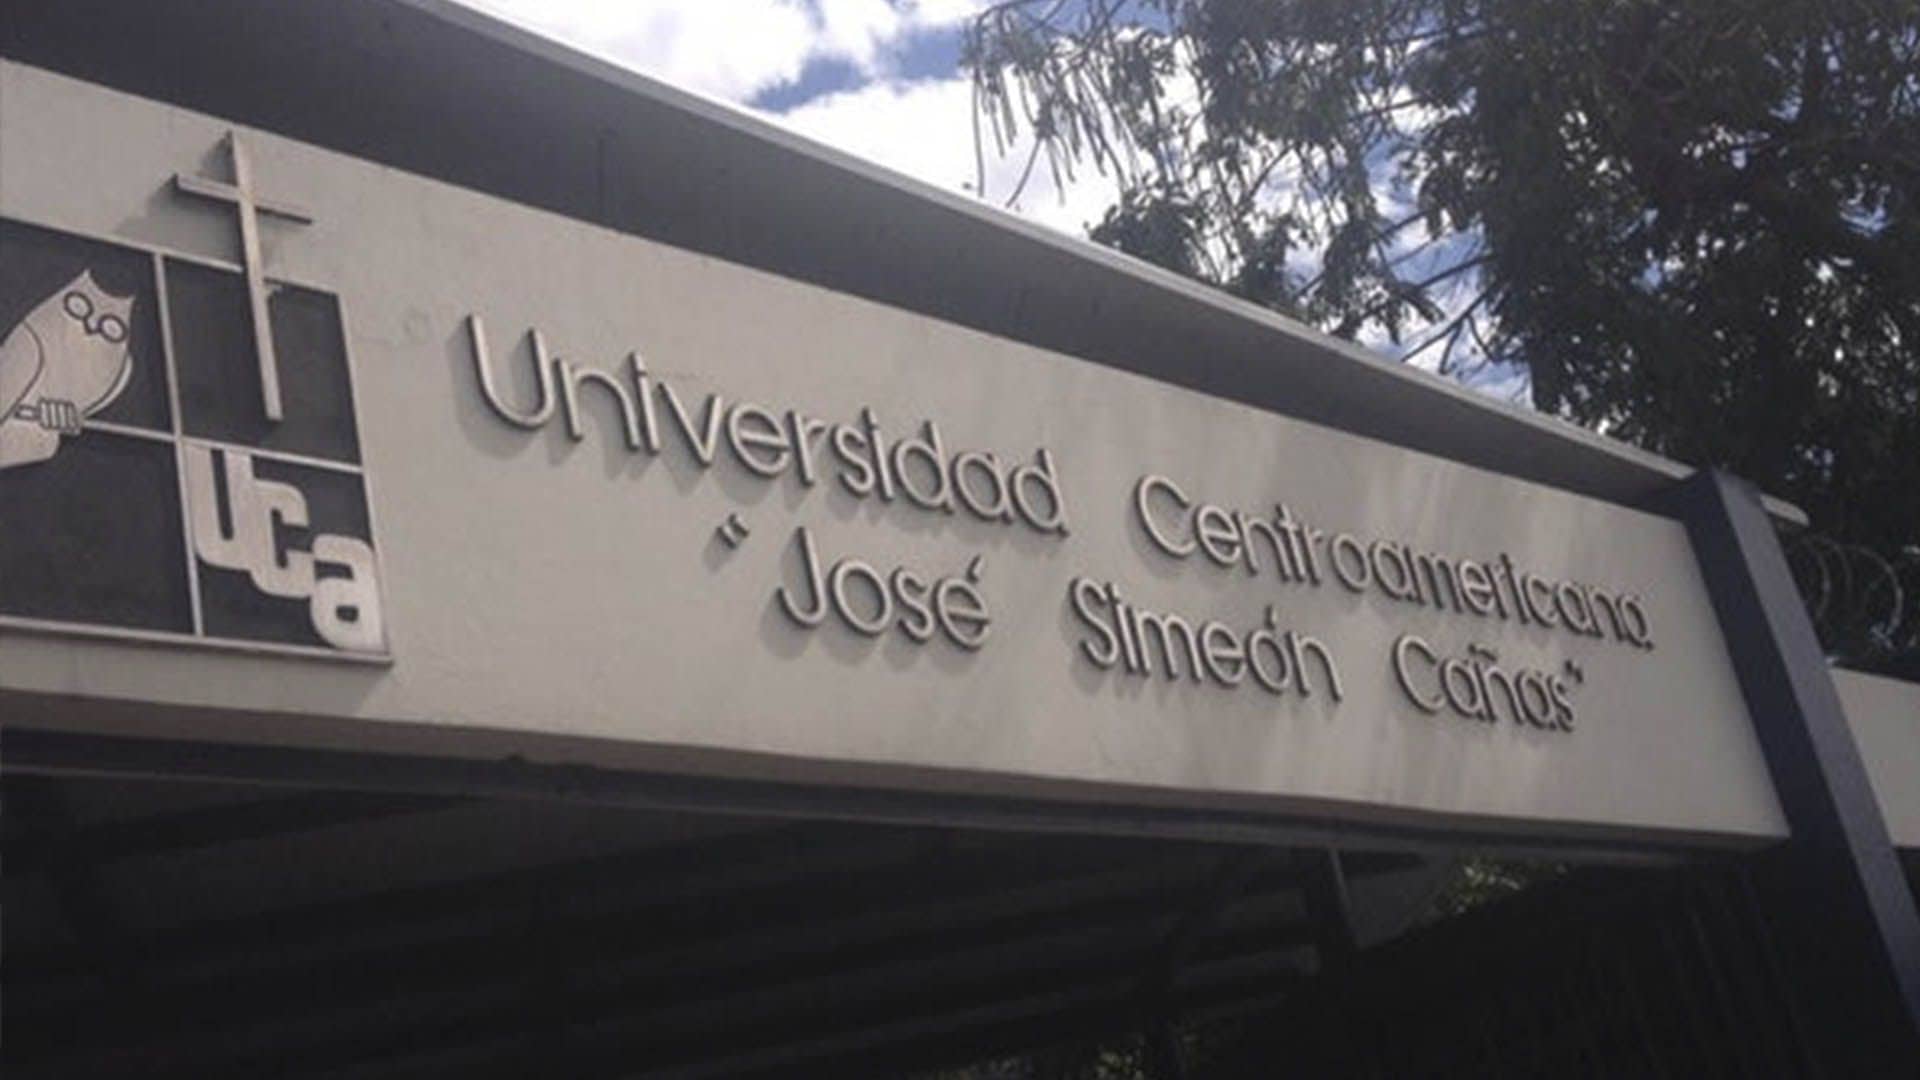 uca
Universidad Centroamericana
"José Simeón Cañas"